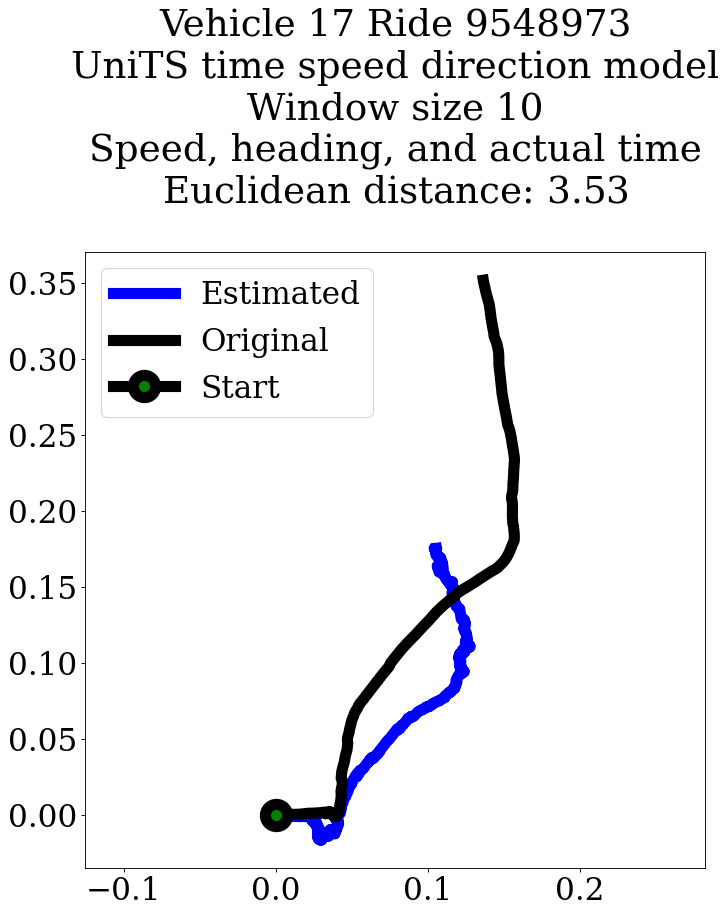 Vehicle 17 Ride 9548973
UniTS time speed direction model
Window size 10
Speed, heading, and actual time
Euclidean distance: 3.53
Estimated
Original
Start
0.35
0.30
0.25
0.20
0.15
0.10
0.05
0.00
−0.1 0.0 0.1 0.2